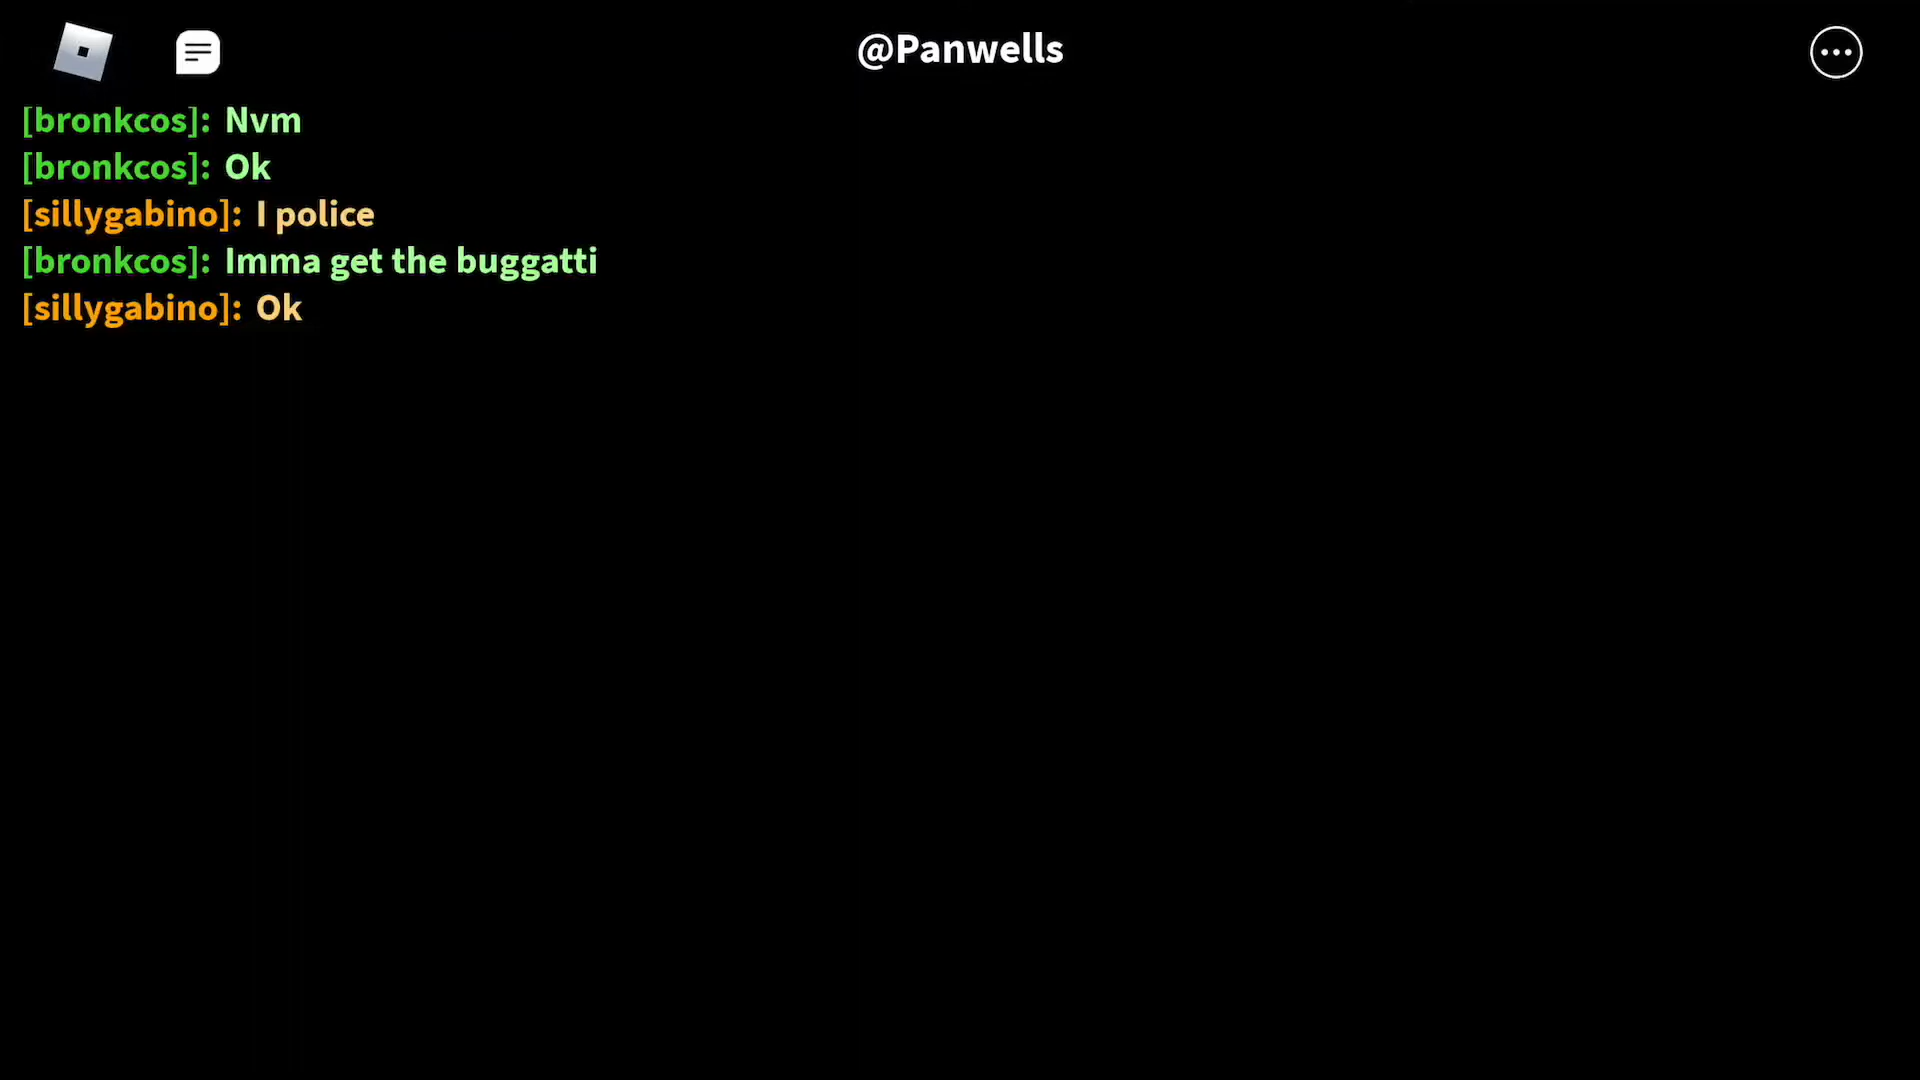 @Panwells
[bronkcos]: Nvm
[bronkcos]: Ok
[sillygabino]: I police
[bronkcos]: Imma get the buggatti
[sillygabino]: Ok